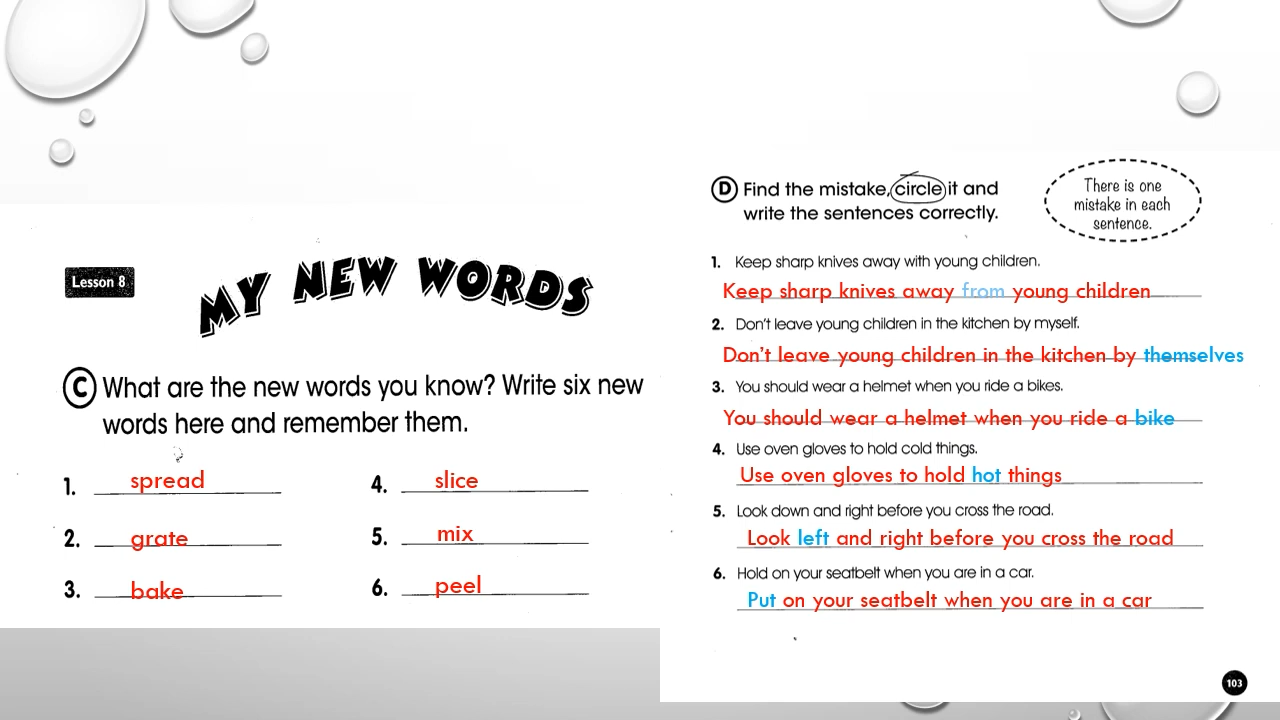 Lesson 8
MY NEW WORDS
C What are the new words you know? Write six new
words here and remember them.
1. spread
2. grate
3. bake
4. slice
5. mix
6. peel
D Find the mistake, circle it and
write the sentences correctly.
There is one
mistake in each
sentence.
1. Keep sharp knives away with young children.
Keep sharp knives away from young children
2. Don't leave young children in the kitchen by myself.
Don't leave young children in the kitchen by themselves
3. You should wear a helmet when you ride a bikes.
You should wear a helmet when you ride a bike
4. Use oven gloves to hold cold things.
Use oven gloves to hold hot things
5. Look down and right before you cross the road.
Look left and right before you cross the road
6. Hold on your seatbelt when you are in a car.
Put on your seatbelt when you are in a car
103